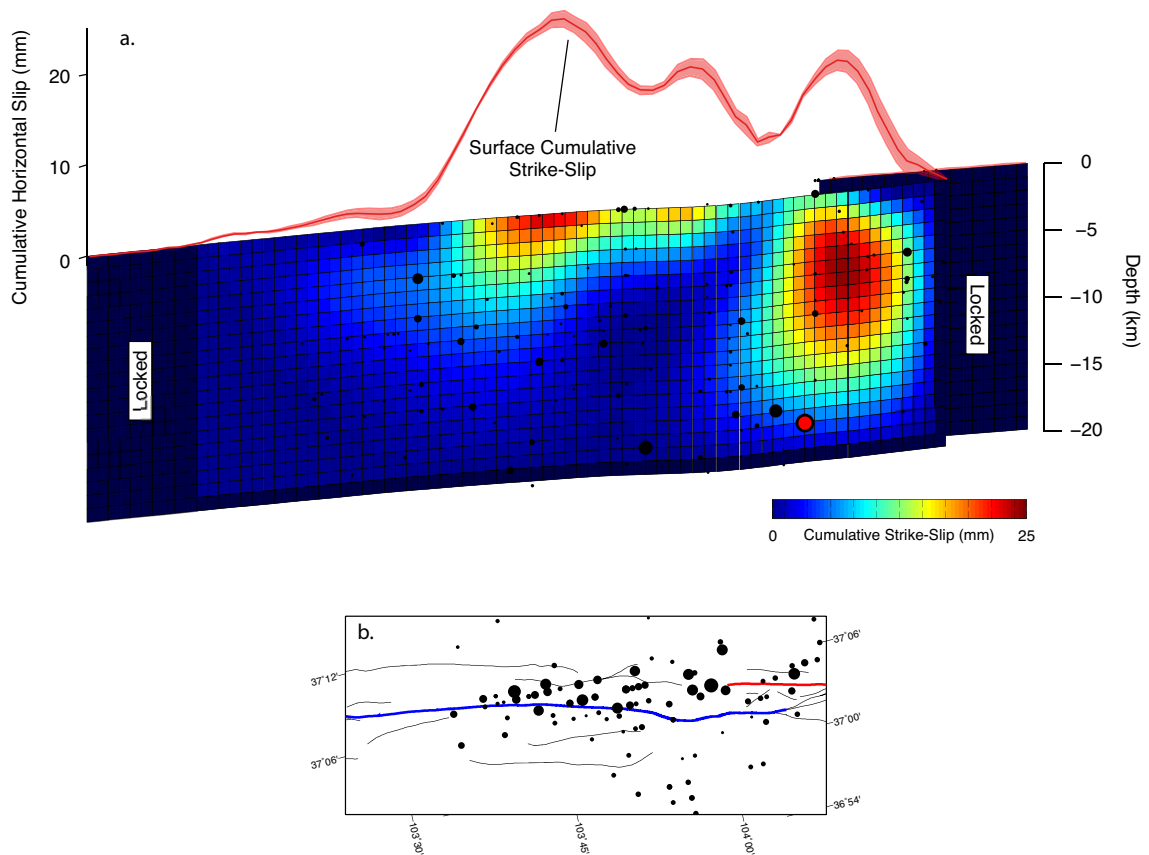 a.
Cumulative Horizontal Slip (mm)
20
10
0
Surface Cumulative
Strike-Slip
Locked
Locked
0
−5
−10
−15
−20
Depth (km)
0
Cumulative Strike-Slip (mm)
25
b.
37˚12'
37˚06'
37˚06'
37˚00'
36˚54'
103˚30'
103˚45'
104˚00'